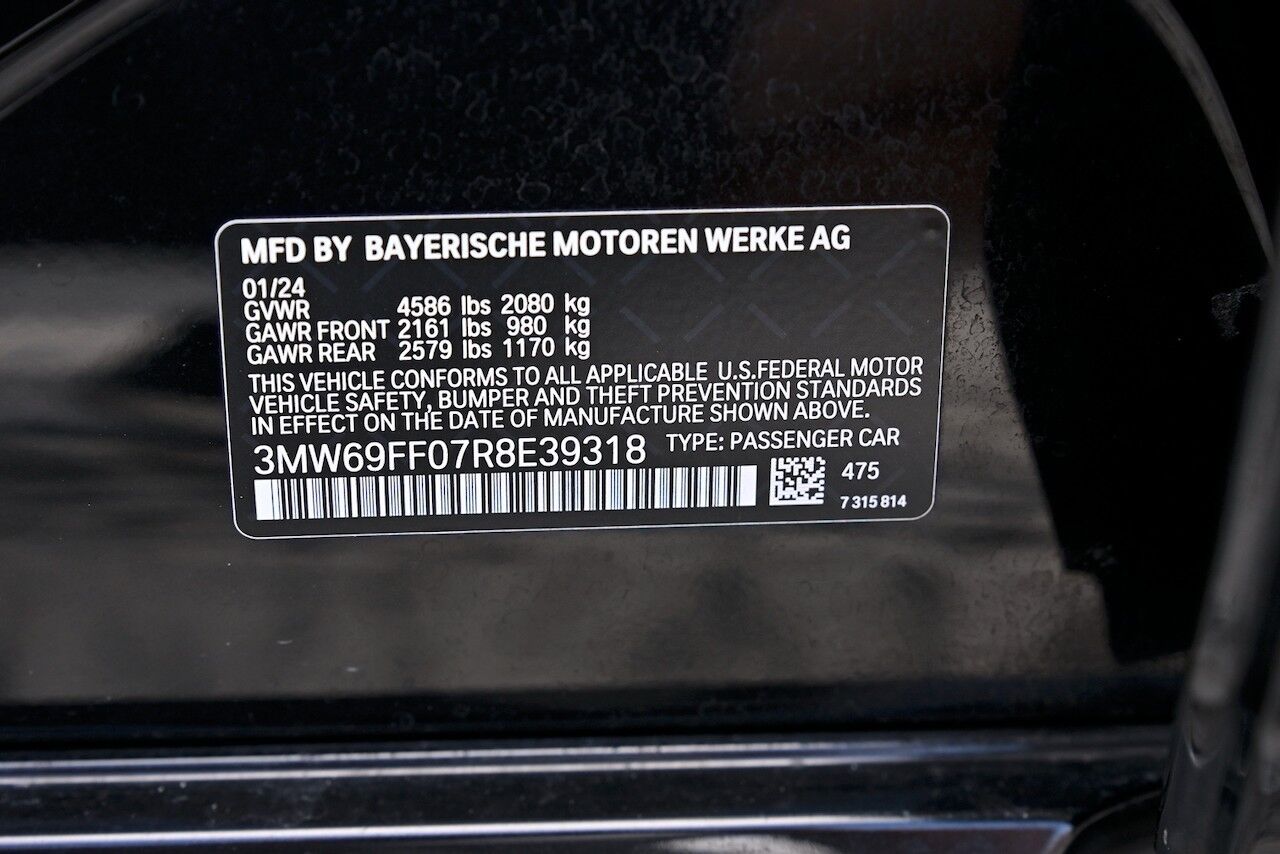 MFD BY BAYERISCHE MOTOREN WERKE AG
01/24
GVWR 4586 lbs 2080 kg
GAWR FRONT 2161 lbs 980 kg
GAWR REAR 2579 lbs 1170 kg
THIS VEHICLE CONFORMS TO ALL APPLICABLE U.S.FEDERAL MOTOR
VEHICLE SAFETY, BUMPER AND THEFT PREVENTION STANDARDS
IN EFFECT ON THE DATE OF MANUFACTURE SHOWN ABOVE.
3MW69FF07R8E39318 TYPE: PASSENGER CAR
475
7 315 814